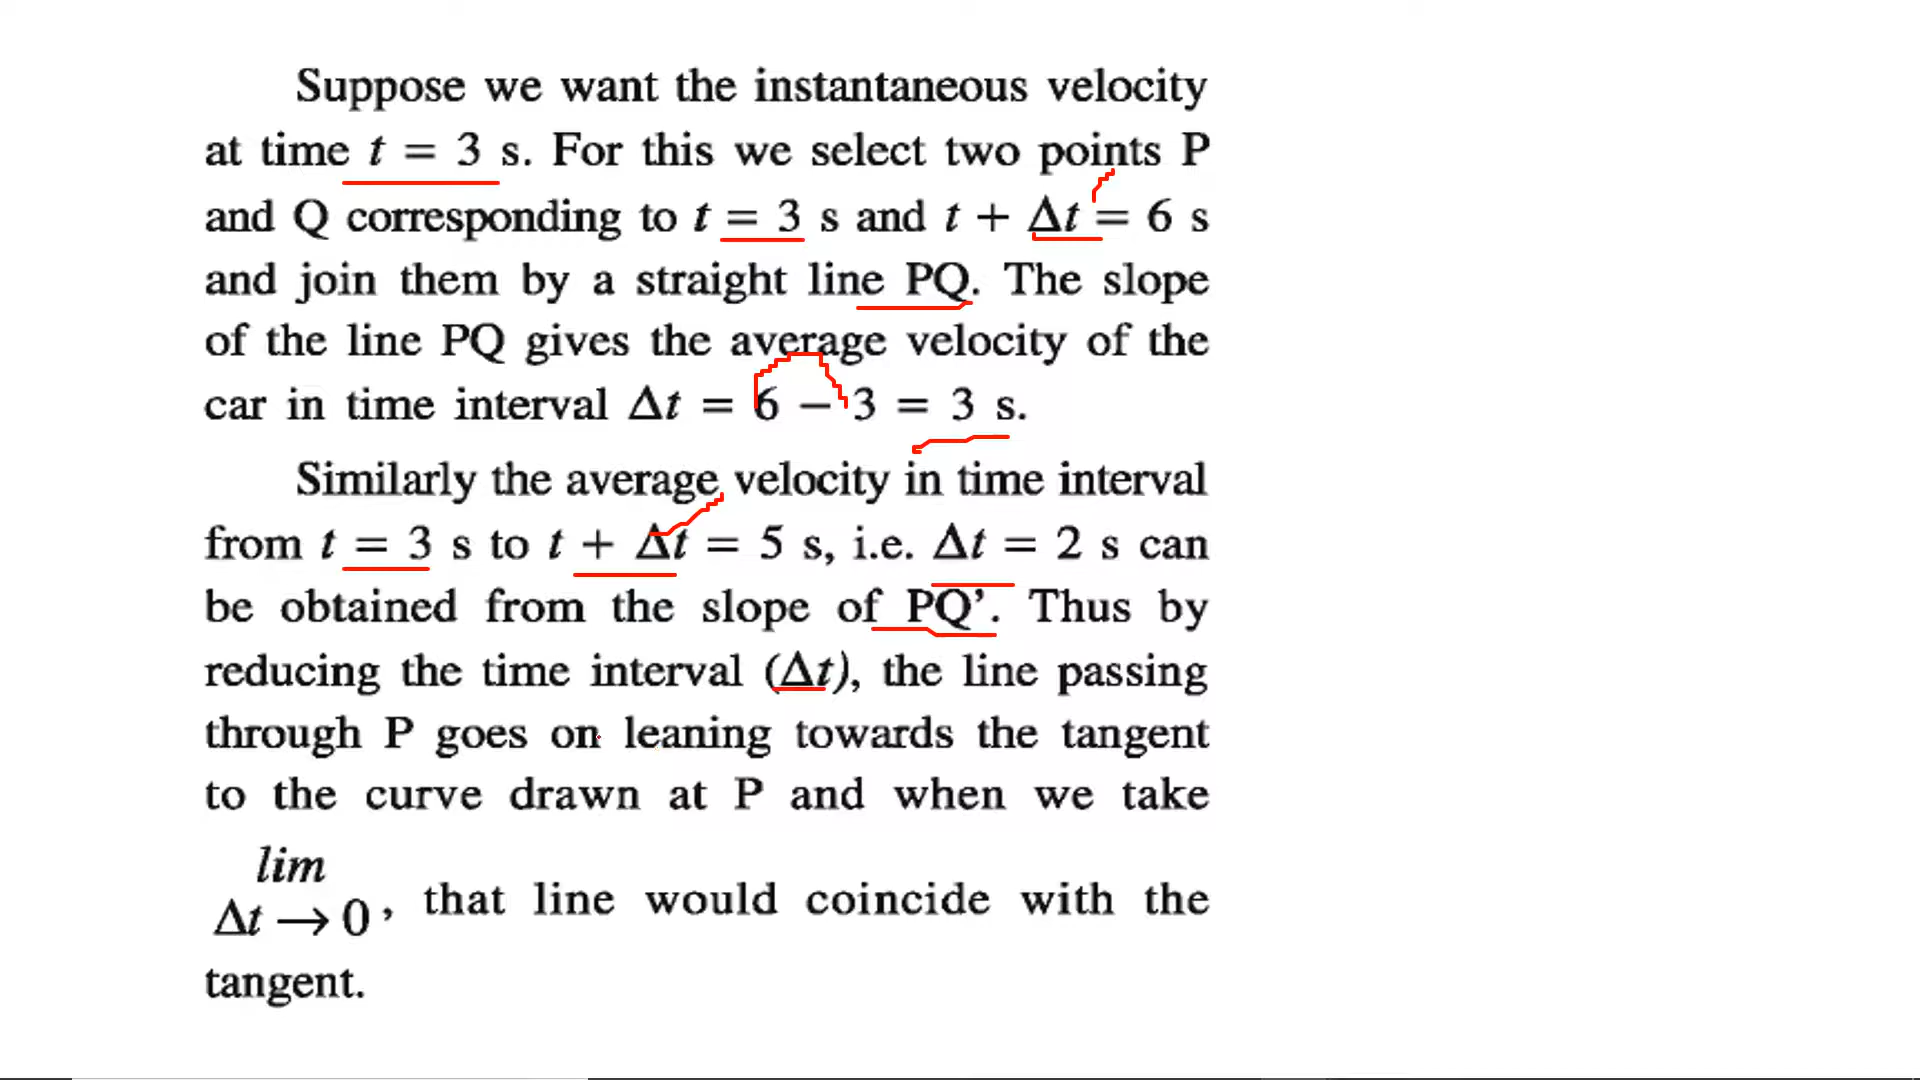 Suppose we want the instantaneous velocity
at time t = 3 s. For this we select two points P
and Q corresponding to t = 3 s and t + Δt = 6 s
and join them by a straight line PQ. The slope
of the line PQ gives the average velocity of the
car in time interval Δt = 6 – 3 = 3 s.
Similarly the average velocity in time interval
from t = 3 s to t + Δt = 5 s, i.e. Δt = 2 s can
be obtained from the slope of PQ’. Thus by
reducing the time interval (Δt), the line passing
through P goes on leaning towards the tangent
to the curve drawn at P and when we take
lim
Δt → 0 , that line would coincide with the
tangent.